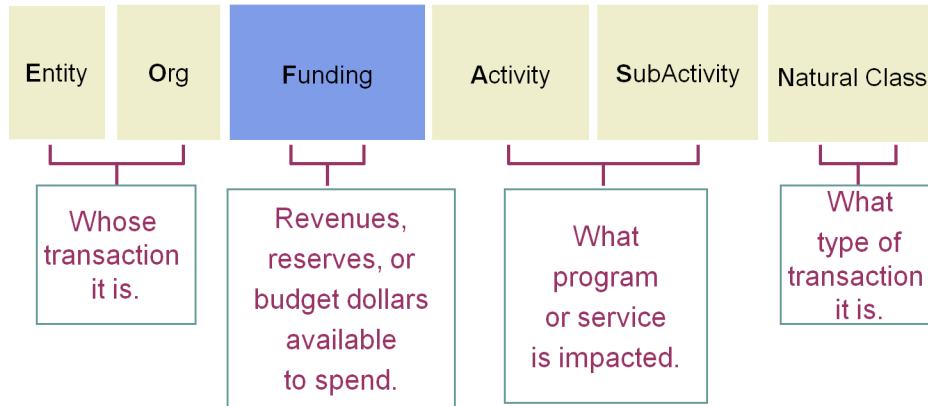 Entity
Org
Funding
Activity
SubActivity
Natural Class
Whose
transaction
it is.
Revenues,
reserves, or
budget dollars
available
to spend.
What
program
or service
is impacted.
What
type of
transaction
it is.